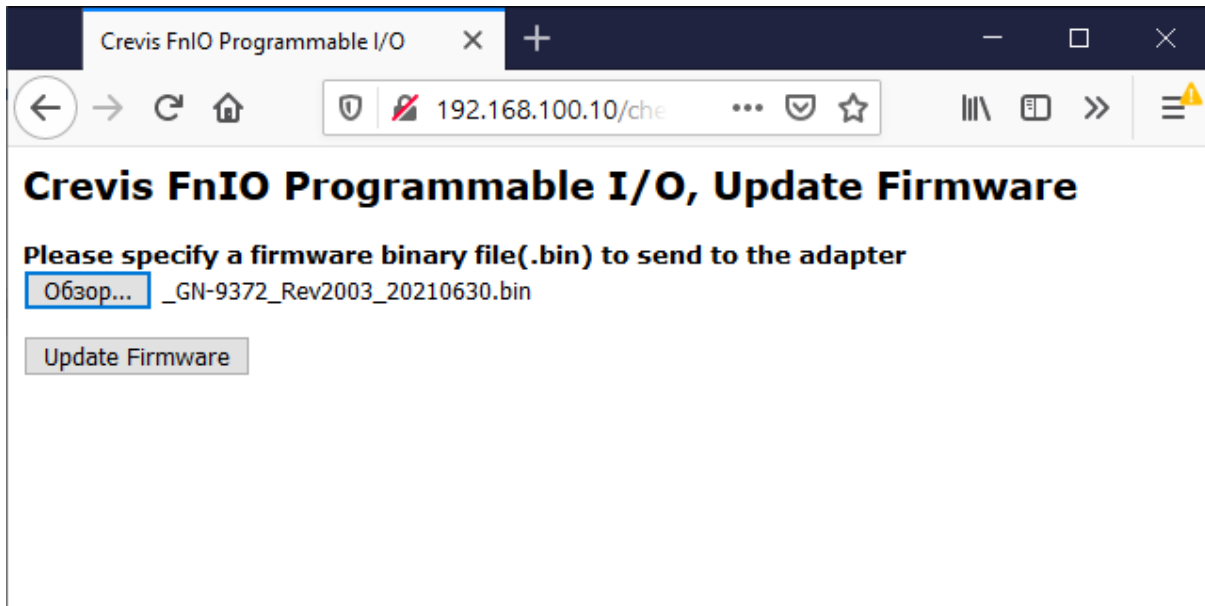 Crevis FnIO Programmable I/O
192.168.100.10/che
Crevis FnIO Programmable I/O, Update Firmware
Please specify a firmware binary file(.bin) to send to the adapter
Обзор... _GN-9372_Rev2003_20210630.bin
Update Firmware